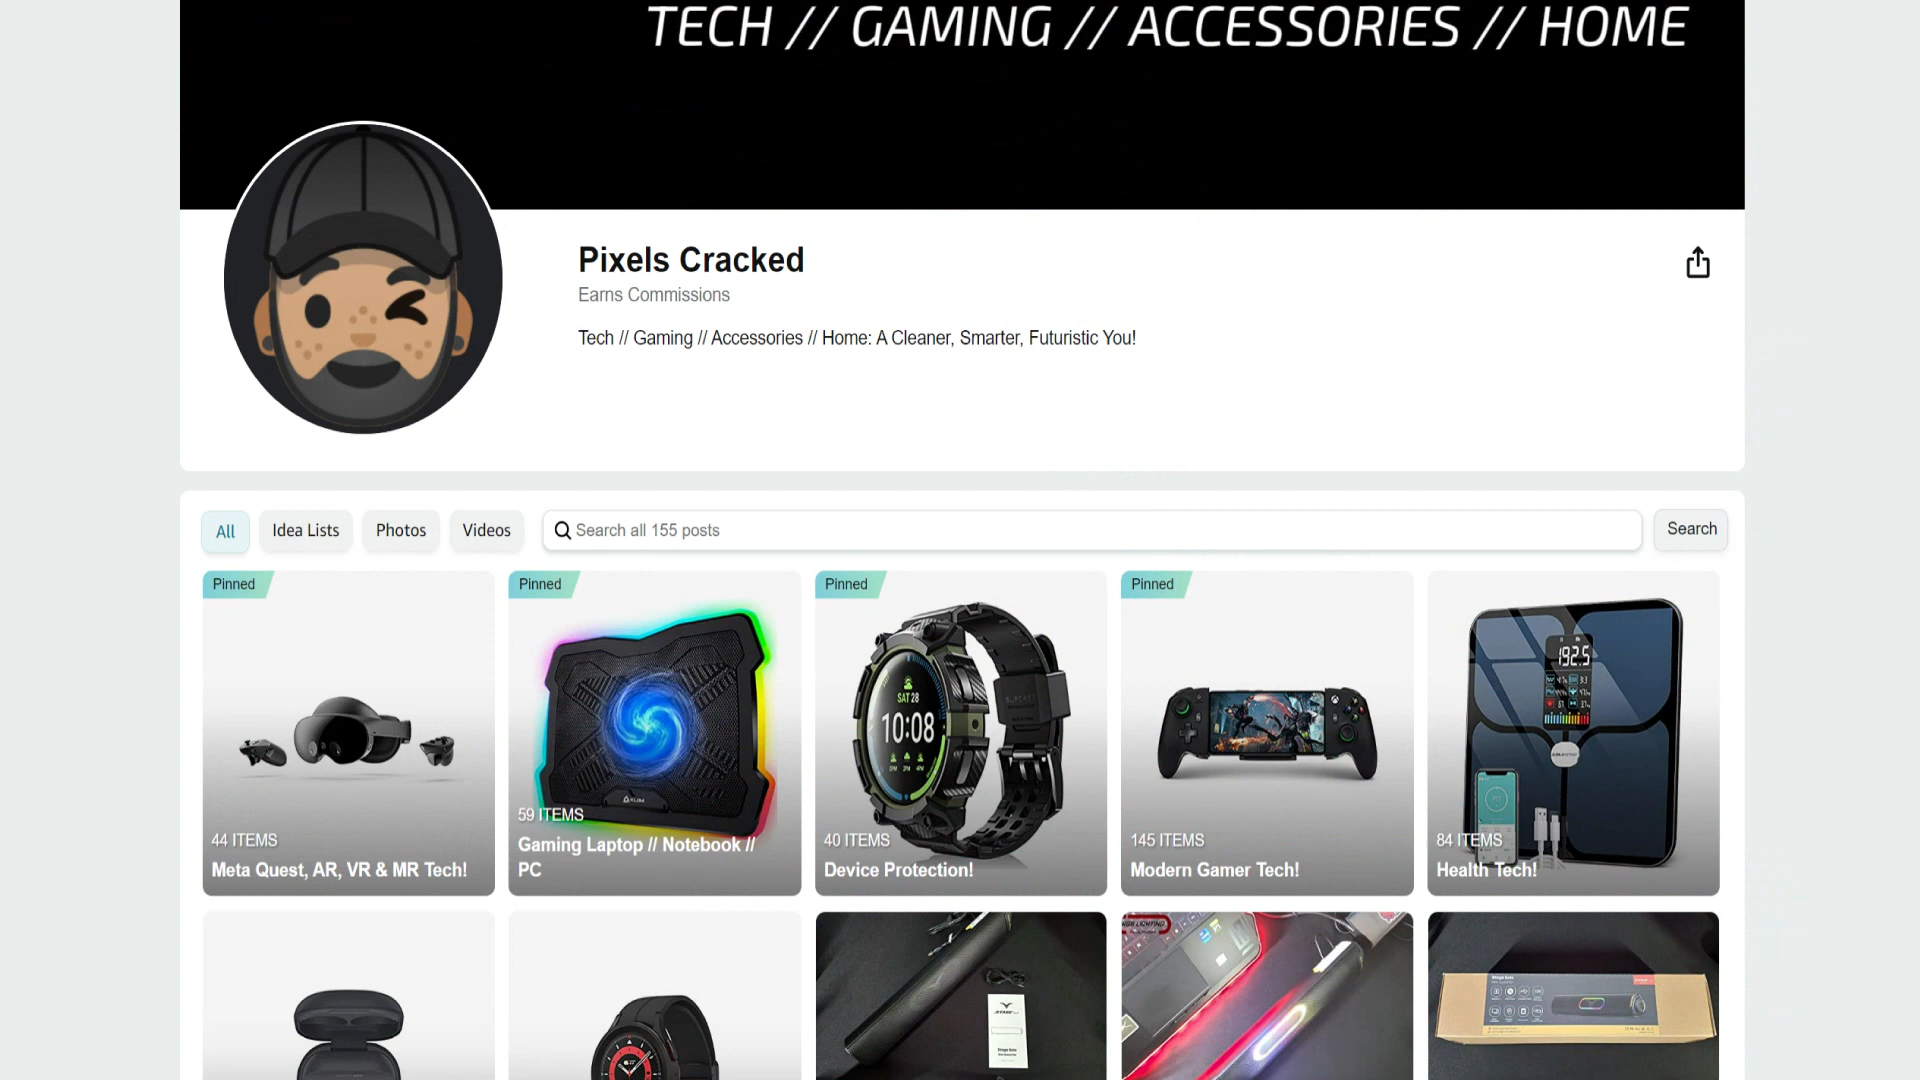 TECH // GAMING // ACCESSORIES // HOME
Pixels Cracked
Earns Commissions
Tech // Gaming // Accessories // Home: A Cleaner, Smarter, Futuristic You!
All
Idea Lists
Photos
Videos
Search all 155 posts
Search
Pinned
44 ITEMS
Meta Quest, AR, VR & MR Tech!
Pinned
KLIM
59 ITEMS
Gaming Laptop // Notebook //
PC
Pinned
SAT 28
10:08
40 ITEMS
Device Protection!
Pinned
145 ITEMS
Modern Gamer Tech!
192.5
84 ITEMS
Health Tech!